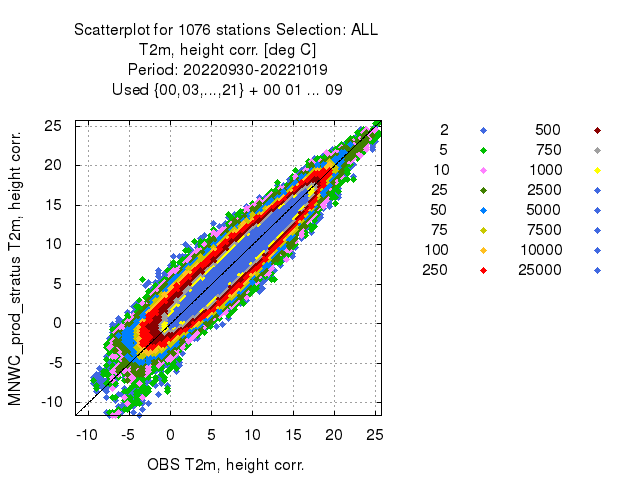 Scatterplot for 1076 stations Selection: ALL
T2m, height corr. [deg C]
Period: 20220930-20221019
Used {00,03,...,21} + 00 01 ... 09
MNWC_prod_stratus T2m, height corr.
25
20
15
10
5
0
-5
-10
-10 -5 0 5 10 15 20 25
OBS T2m, height corr.
2 500
5 750
10 1000
25 2500
50 5000
75 7500
100 10000
250 25000